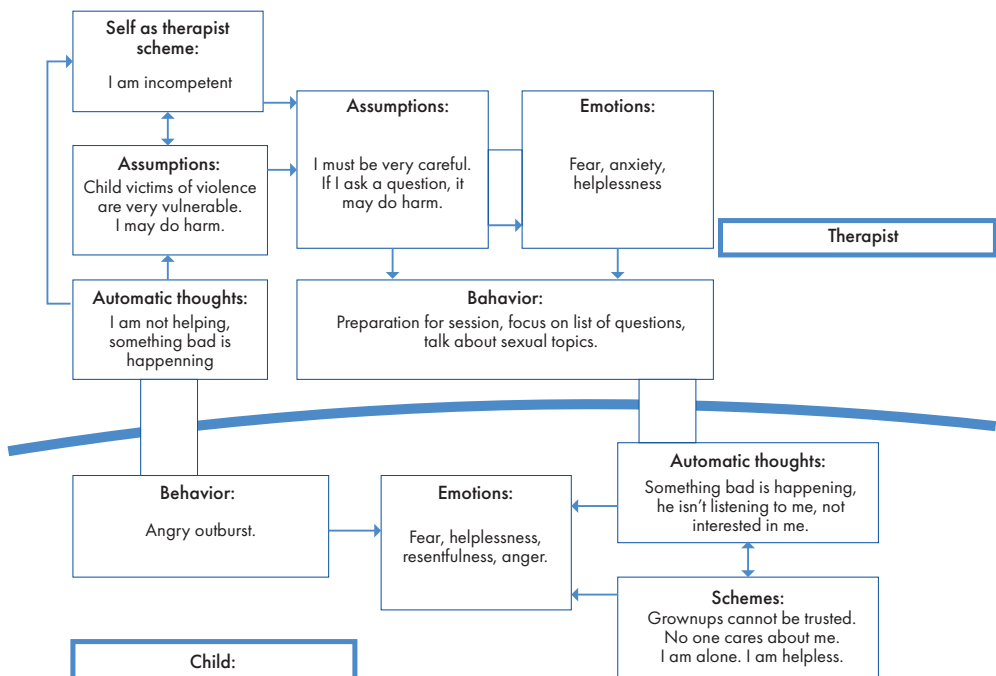 Self as therapist
scheme:
I am incompetent
Assumptions:
Child victims of violence
are very vulnerable.
I may do harm.
Automatic thoughts:
I am not helping,
something bad is
happenning
Assumptions:
I must be very careful.
If I ask a question, it
may do harm.
Emotions:
Fear, anxiety,
helplessness
Therapist
Bahavior:
Preparation for session, focus on list of questions,
talk about sexual topics.
Behavior:
Angry outburst.
Emotions:
Fear, helplessness,
resentfulness, anger.
Automatic thoughts:
Something bad is happening,
he isn’t listening to me, not
interested in me.
Schemes:
Grownups cannot be trusted.
No one cares about me.
I am alone. I am helpless.
Child: